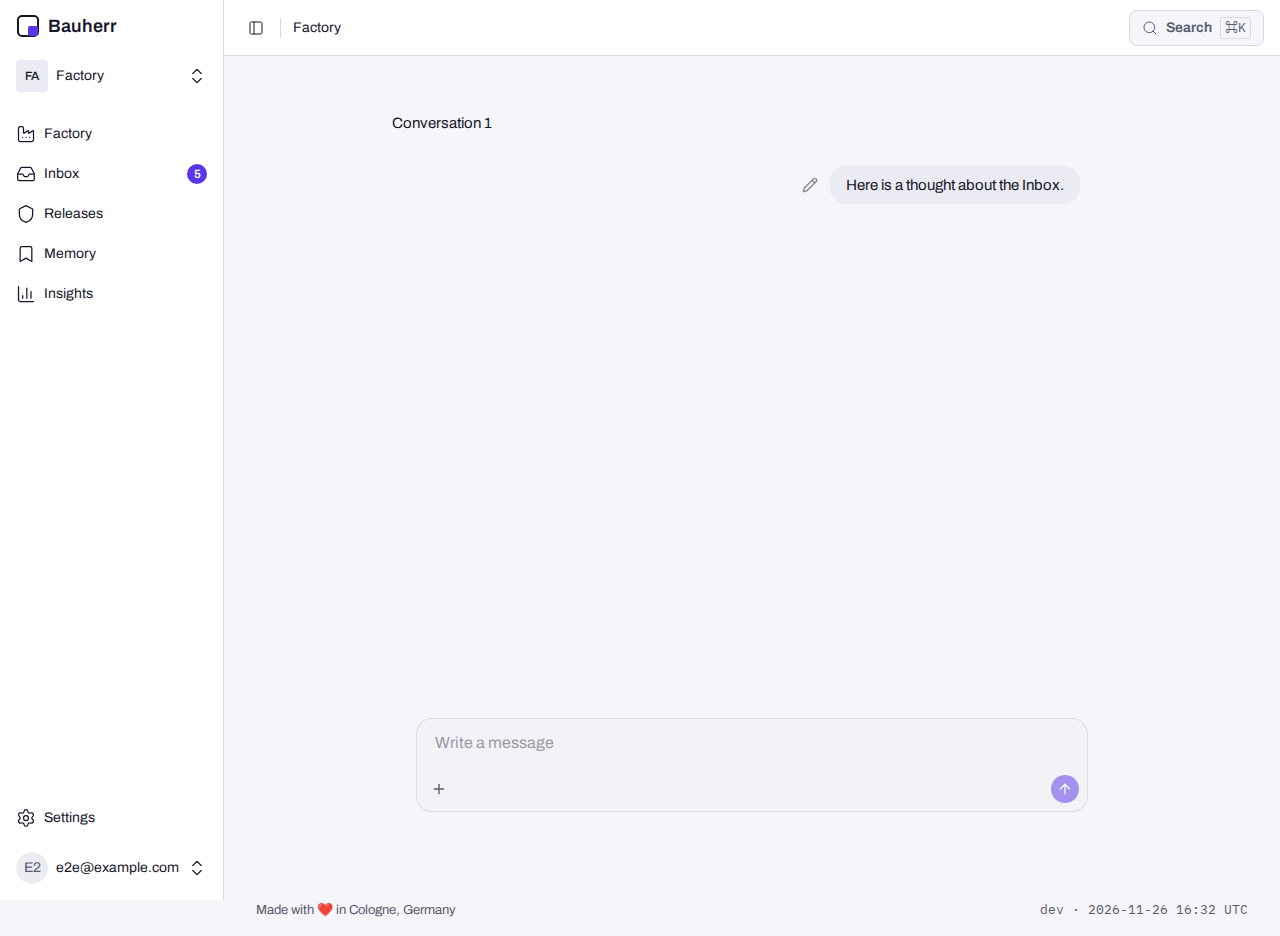 Bauherr
FA Factory
Factory
Inbox 5
Releases
Memory
Insights
Settings
E2 e2e@example.com
Factory
Search ⌘K
Conversation 1
Here is a thought about the Inbox.
Write a message
Made with ❤️ in Cologne, Germany
dev · 2026-11-26 16:32 UTC